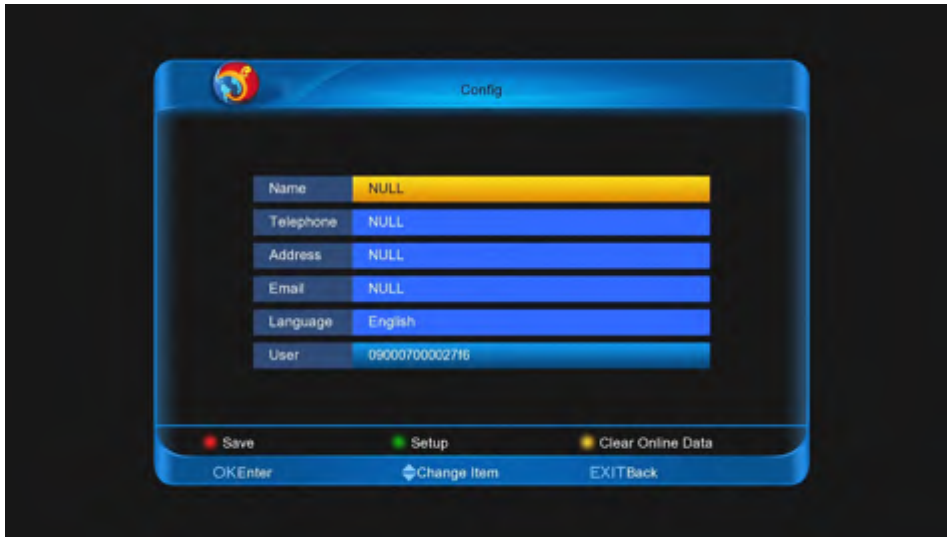 Config
Name NULL
Telephone NULL
Address NULL
Email NULL
Language English
User 090007000027f6
Save Setup Clear Online Data
OKEnter Change Item EXITBack